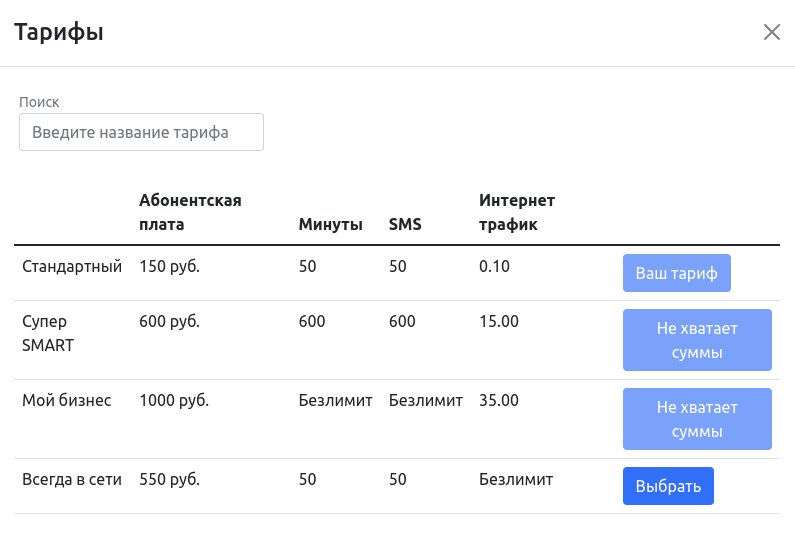 Тарифы
Поиск
Введите название тарифа
Абонентская плата Минуты SMS Интернет трафик
Стандартный 150 руб. 50 50 0.10 Ваш тариф
Супер SMART 600 руб. 600 600 15.00 Не хватает суммы
Мой бизнес 1000 руб. Безлимит Безлимит 35.00 Не хватает суммы
Всегда в сети 550 руб. 50 50 Безлимит Выбрать